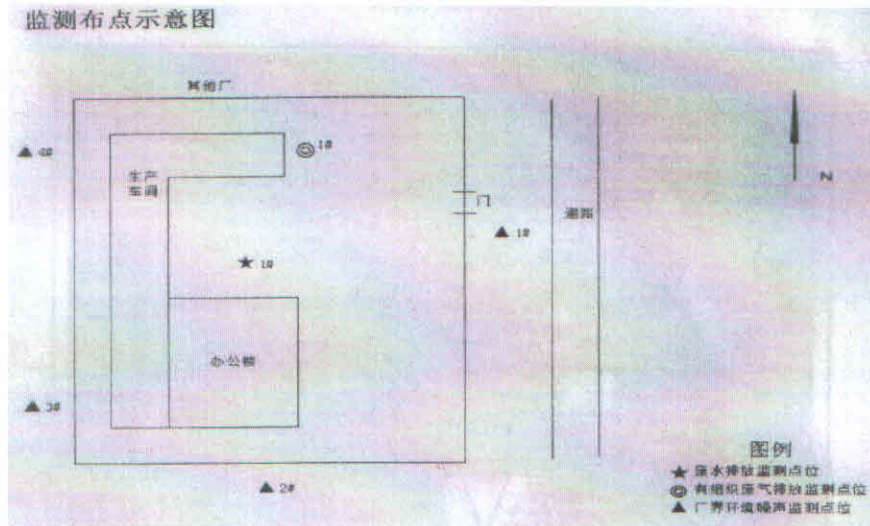 监测布点示意图
其他厂
4#
1#
生产
车间
门
道路
N
1#
1#
办公楼
3#
2#
图例
★ 废水排放监测点位
◎ 有组织废气排放监测点位
▲ 厂界环境噪声监测点位